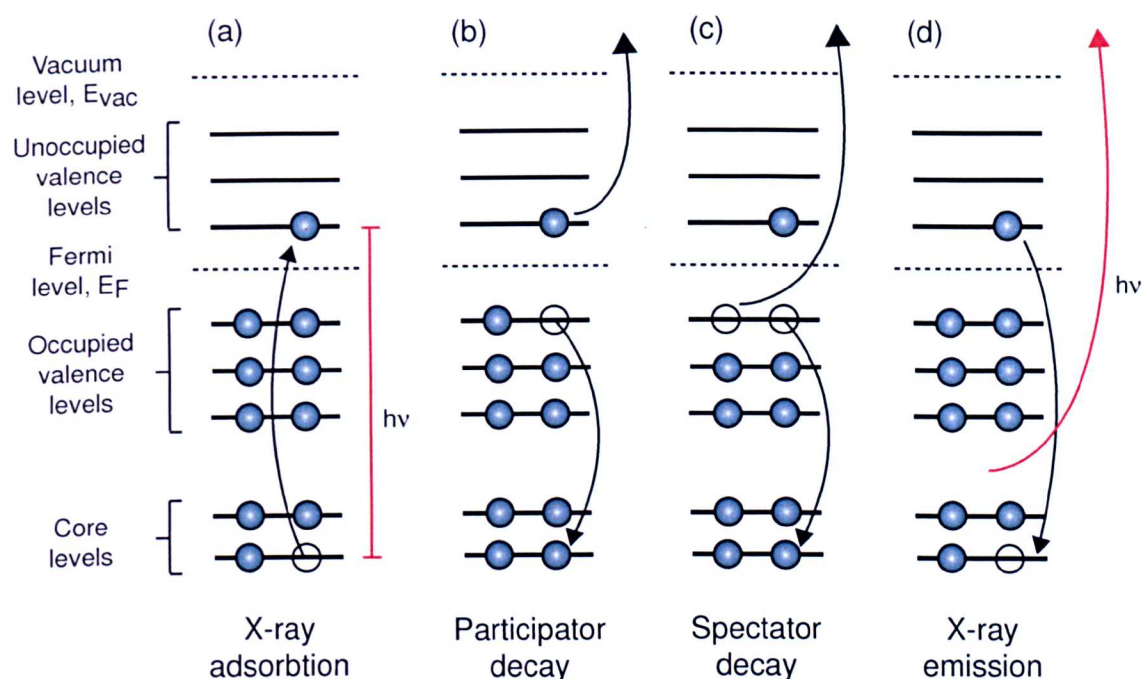 (a)
(b)
(c)
(d)
Vacuum
level, Evac
Unoccupied
valence
levels
Fermi
level, EF
Occupied
valence
levels
Core
levels
hν
hν
X-ray
adsorbtion
Participator
decay
Spectator
decay
X-ray
emission